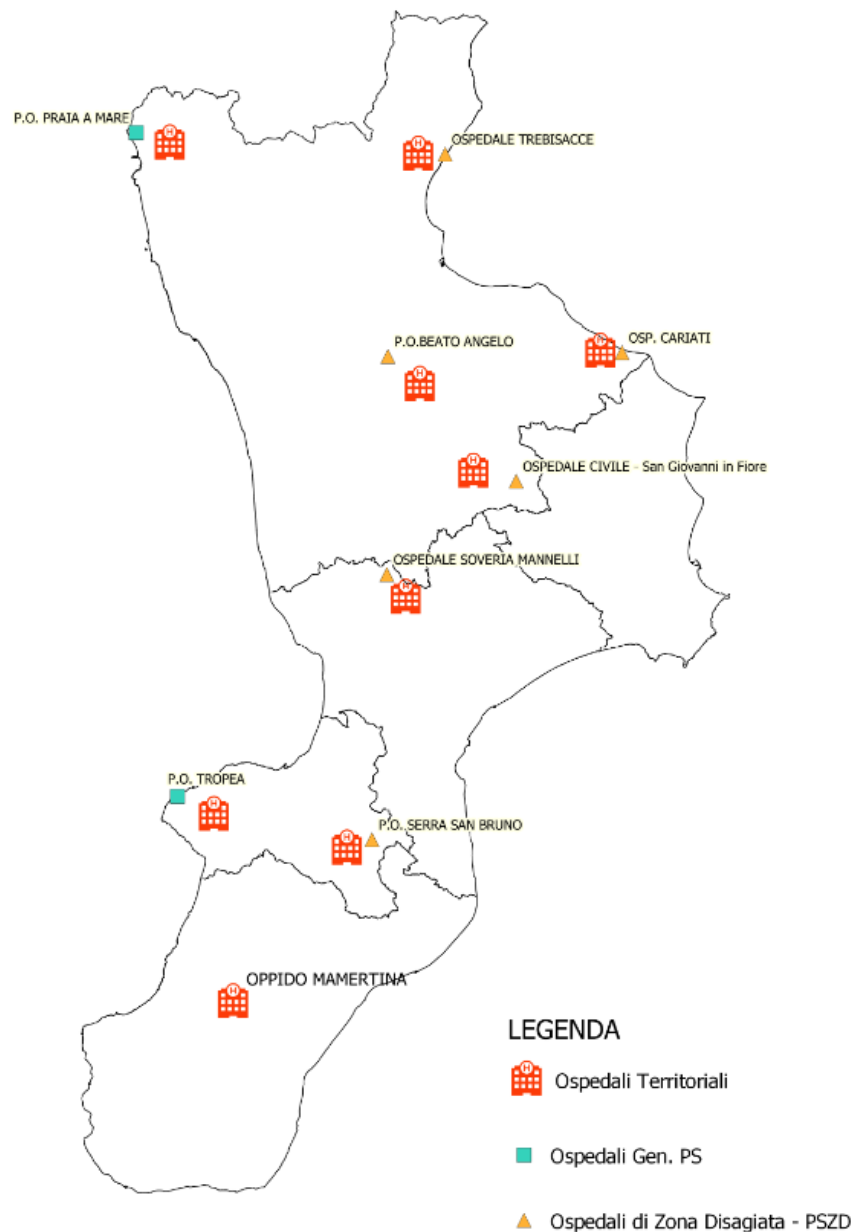 P.O. PRAIA A MARE
OSPEDALE TREBISACCE
P.O.BEATO ANGELO
OSP. CARIATI
OSPEDALE CIVILE - San Giovanni in Fiore
OSPEDALE SOVERIA MANNELLI
P.O. TROPEA
P.O. SERRA SAN BRUNO
OPPIDO MAMERTINA
LEGENDA
H Ospedali Territoriali
Ospedali Gen. PS
Ospedali di Zona Disagiata - PSZD